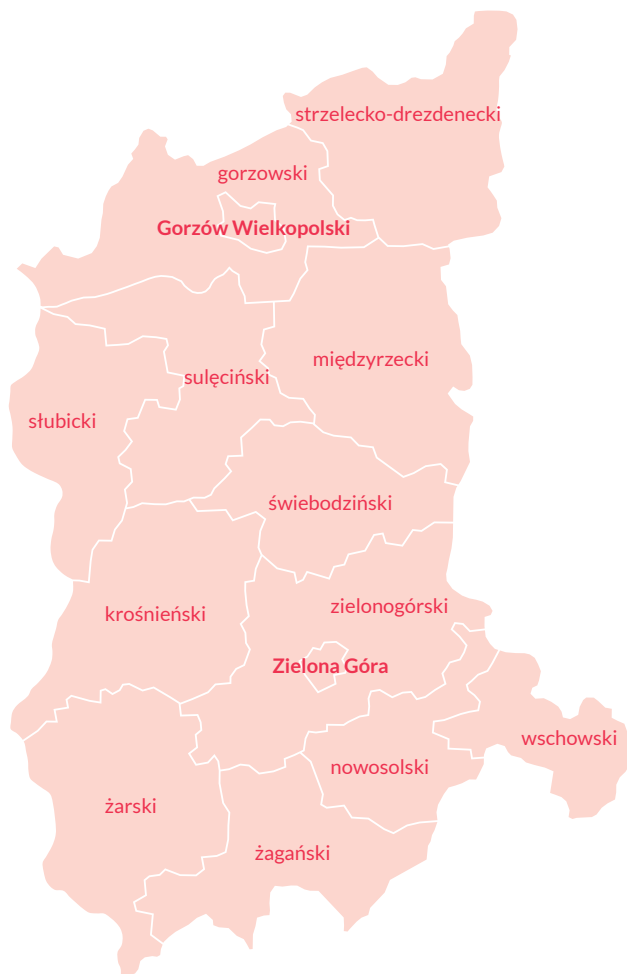 strzelecko-drezdenecki
gorzowski
Gorzów Wielkopolski
międzyrzecki
sulęciński
słubicki
świebodziński
krośnieński
zielonogórski
Zielona Góra
wschowski
nowosolski
żarski
żagański